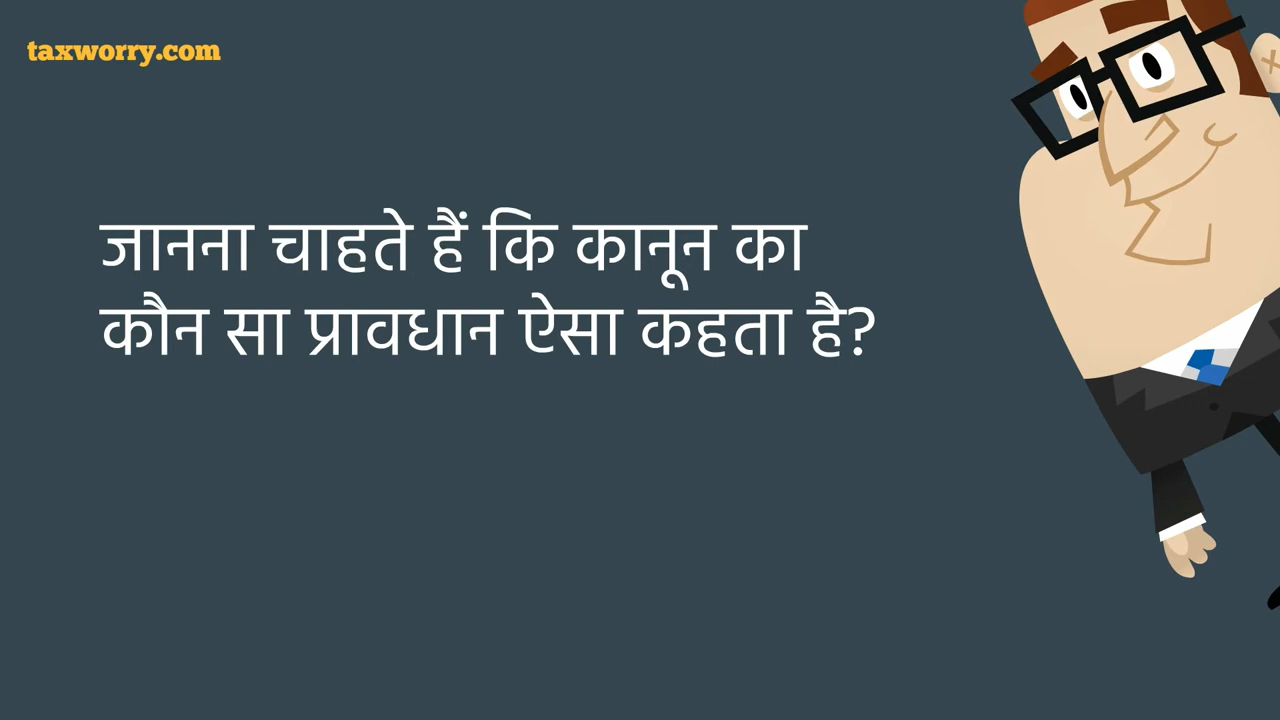 taxworry.com
जानना चाहते हैं कि कानून का
कौन सा प्रावधान ऐसा कहता है?